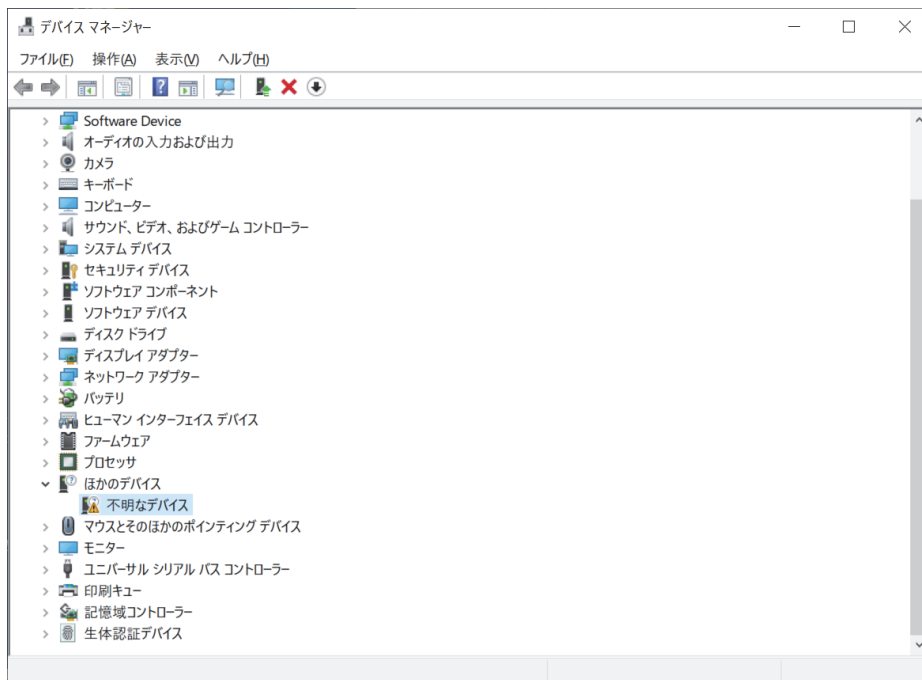 デバイス マネージャー
ファイル(F) 操作(A) 表示(V) ヘルプ(H)
Software Device
オーディオの入力および出力
カメラ
キーボード
コンピューター
サウンド、ビデオ、およびゲーム コントローラー
システム デバイス
セキュリティ デバイス
ソフトウェア コンポーネント
ソフトウェア デバイス
ディスク ドライブ
ディスプレイ アダプター
ネットワーク アダプター
バッテリ
ヒューマン インターフェイス デバイス
ファームウェア
プロセッサ
ほかのデバイス
不明なデバイス
マウスとそのほかのポインティング デバイス
モニター
ユニバーサル シリアル バス コントローラー
印刷キュー
記憶域コントローラー
生体認証デバイス